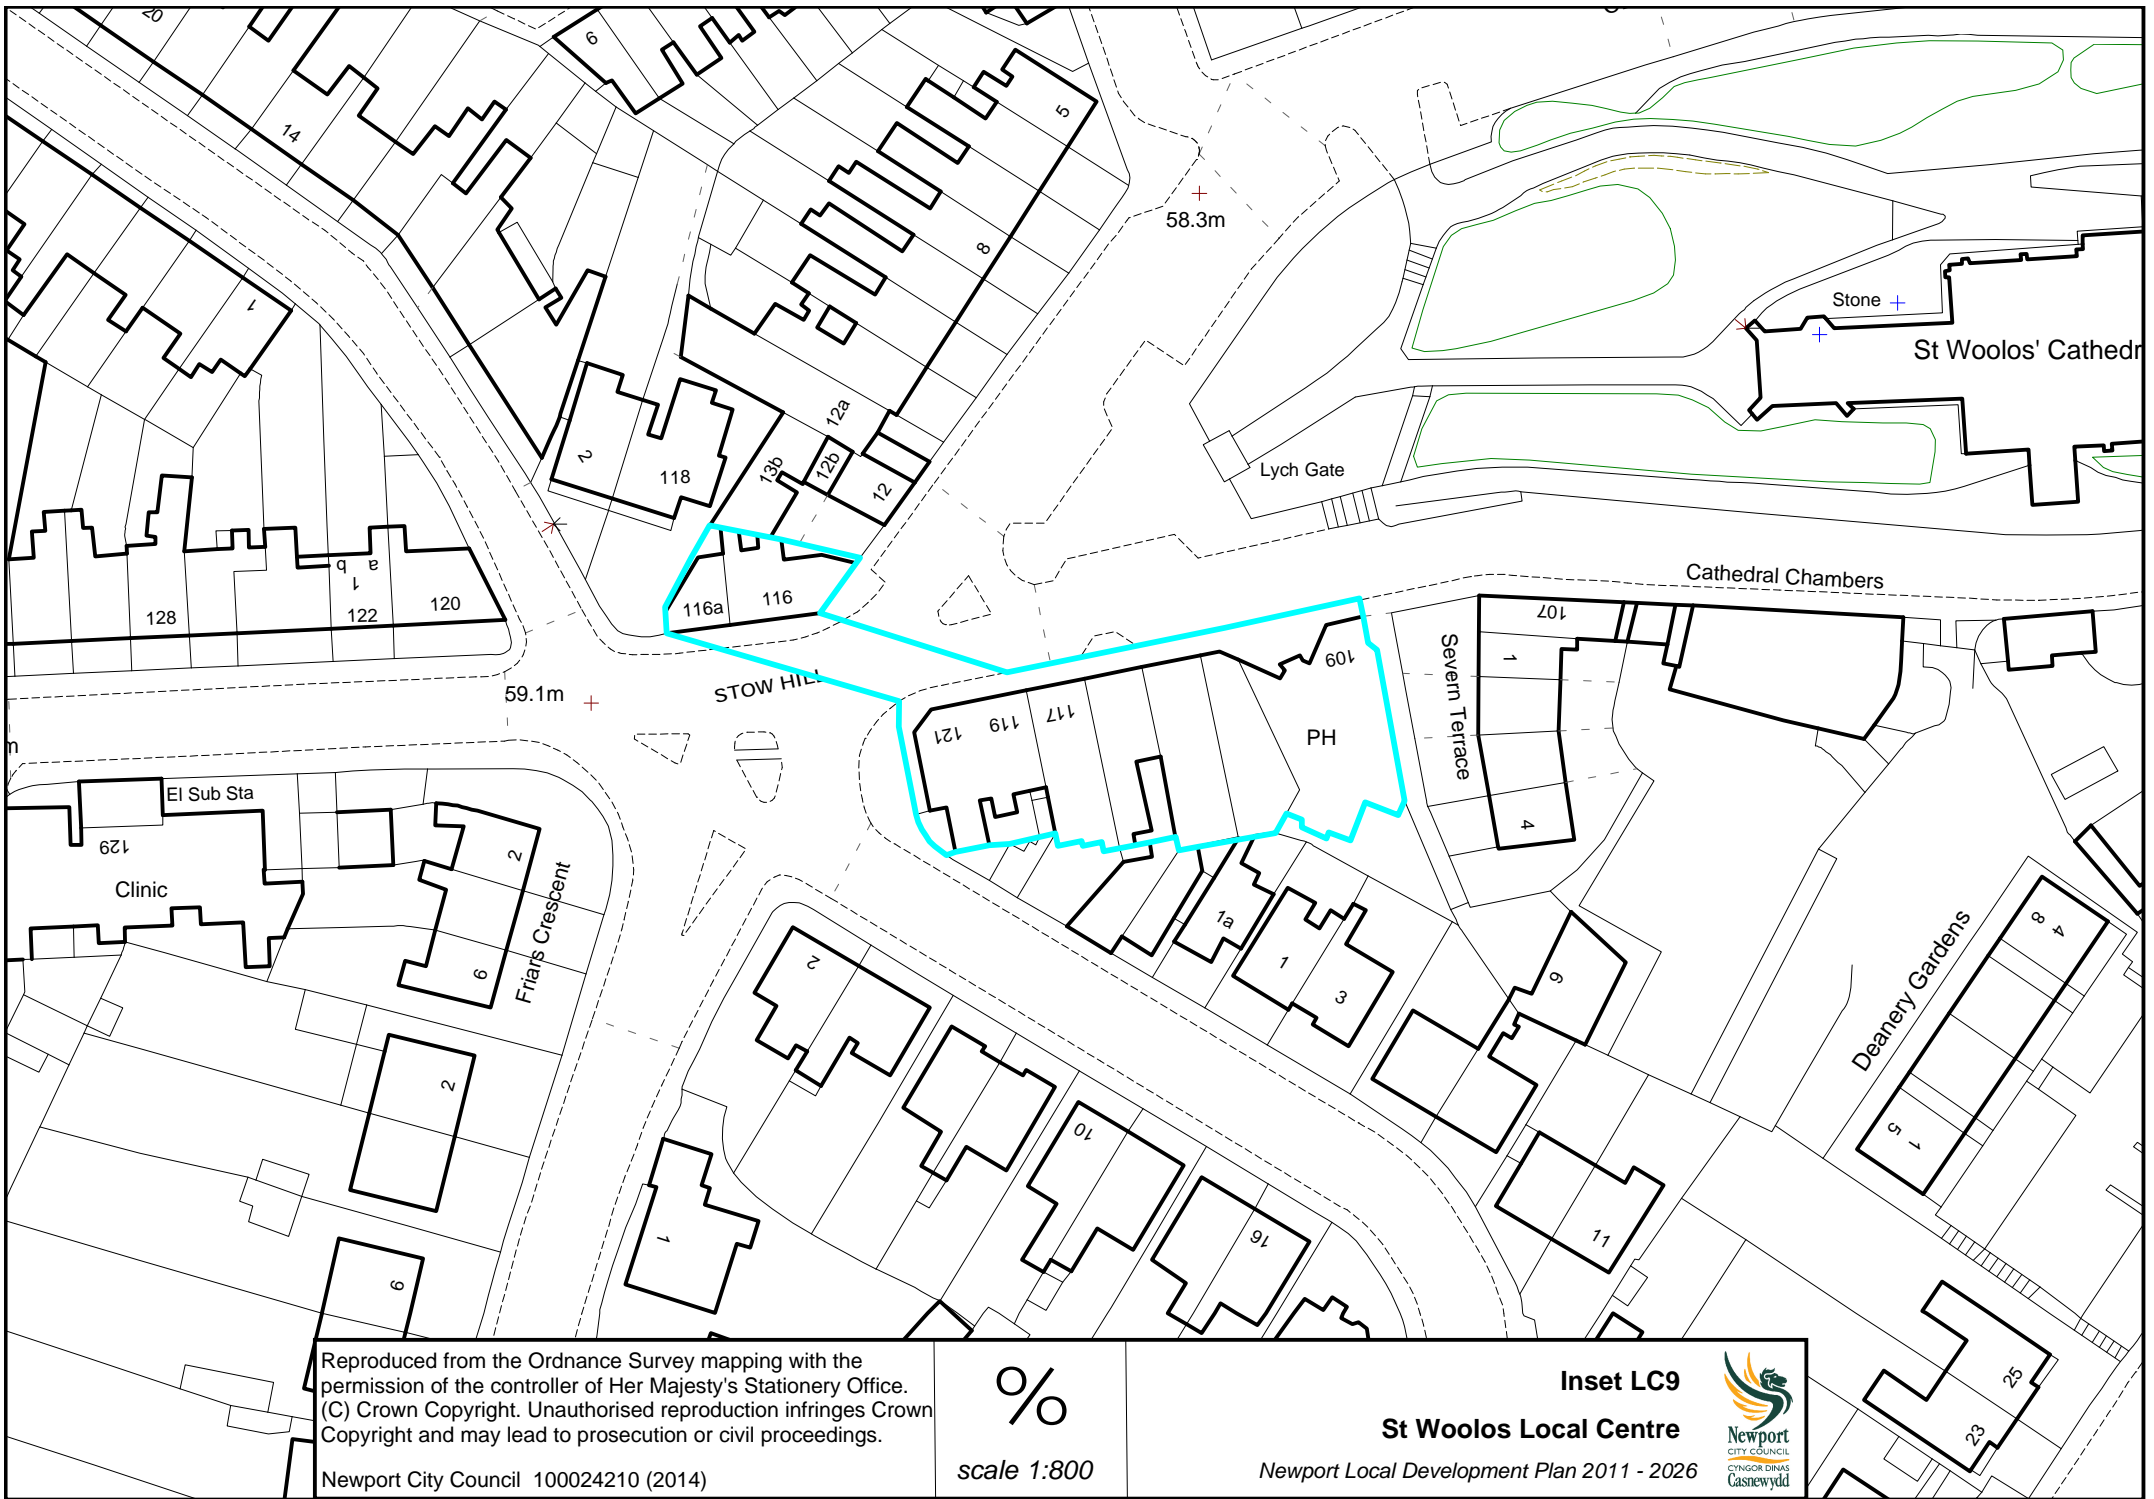 20
6
14
5
8
58.3m
1
Stone
St Woolos' Cathedr
12a
2
118
13b
12b
12
Lych Gate
a
b
1
128
122
120
116a
116
Cathedral Chambers
107
109
Severn Terrace
1
59.1m
STOW HILL
121
119
117
PH
4
m
El Sub Sta
129
Clinic
2
6
Friars Crescent
2
1a
1
3
9
8
4
Deanery Gardens
5
1
2
10
16
11
1
9
25
23
Reproduced from the Ordnance Survey mapping with the
permission of the controller of Her Majesty's Stationery Office.
(C) Crown Copyright. Unauthorised reproduction infringes Crown
Copyright and may lead to prosecution or civil proceedings.
Newport City Council 100024210 (2014)
%
scale 1:800
Inset LC9
St Woolos Local Centre
Newport Local Development Plan 2011 - 2026
Newport
CITY COUNCIL
CYNGOR DINAS
Casnewydd